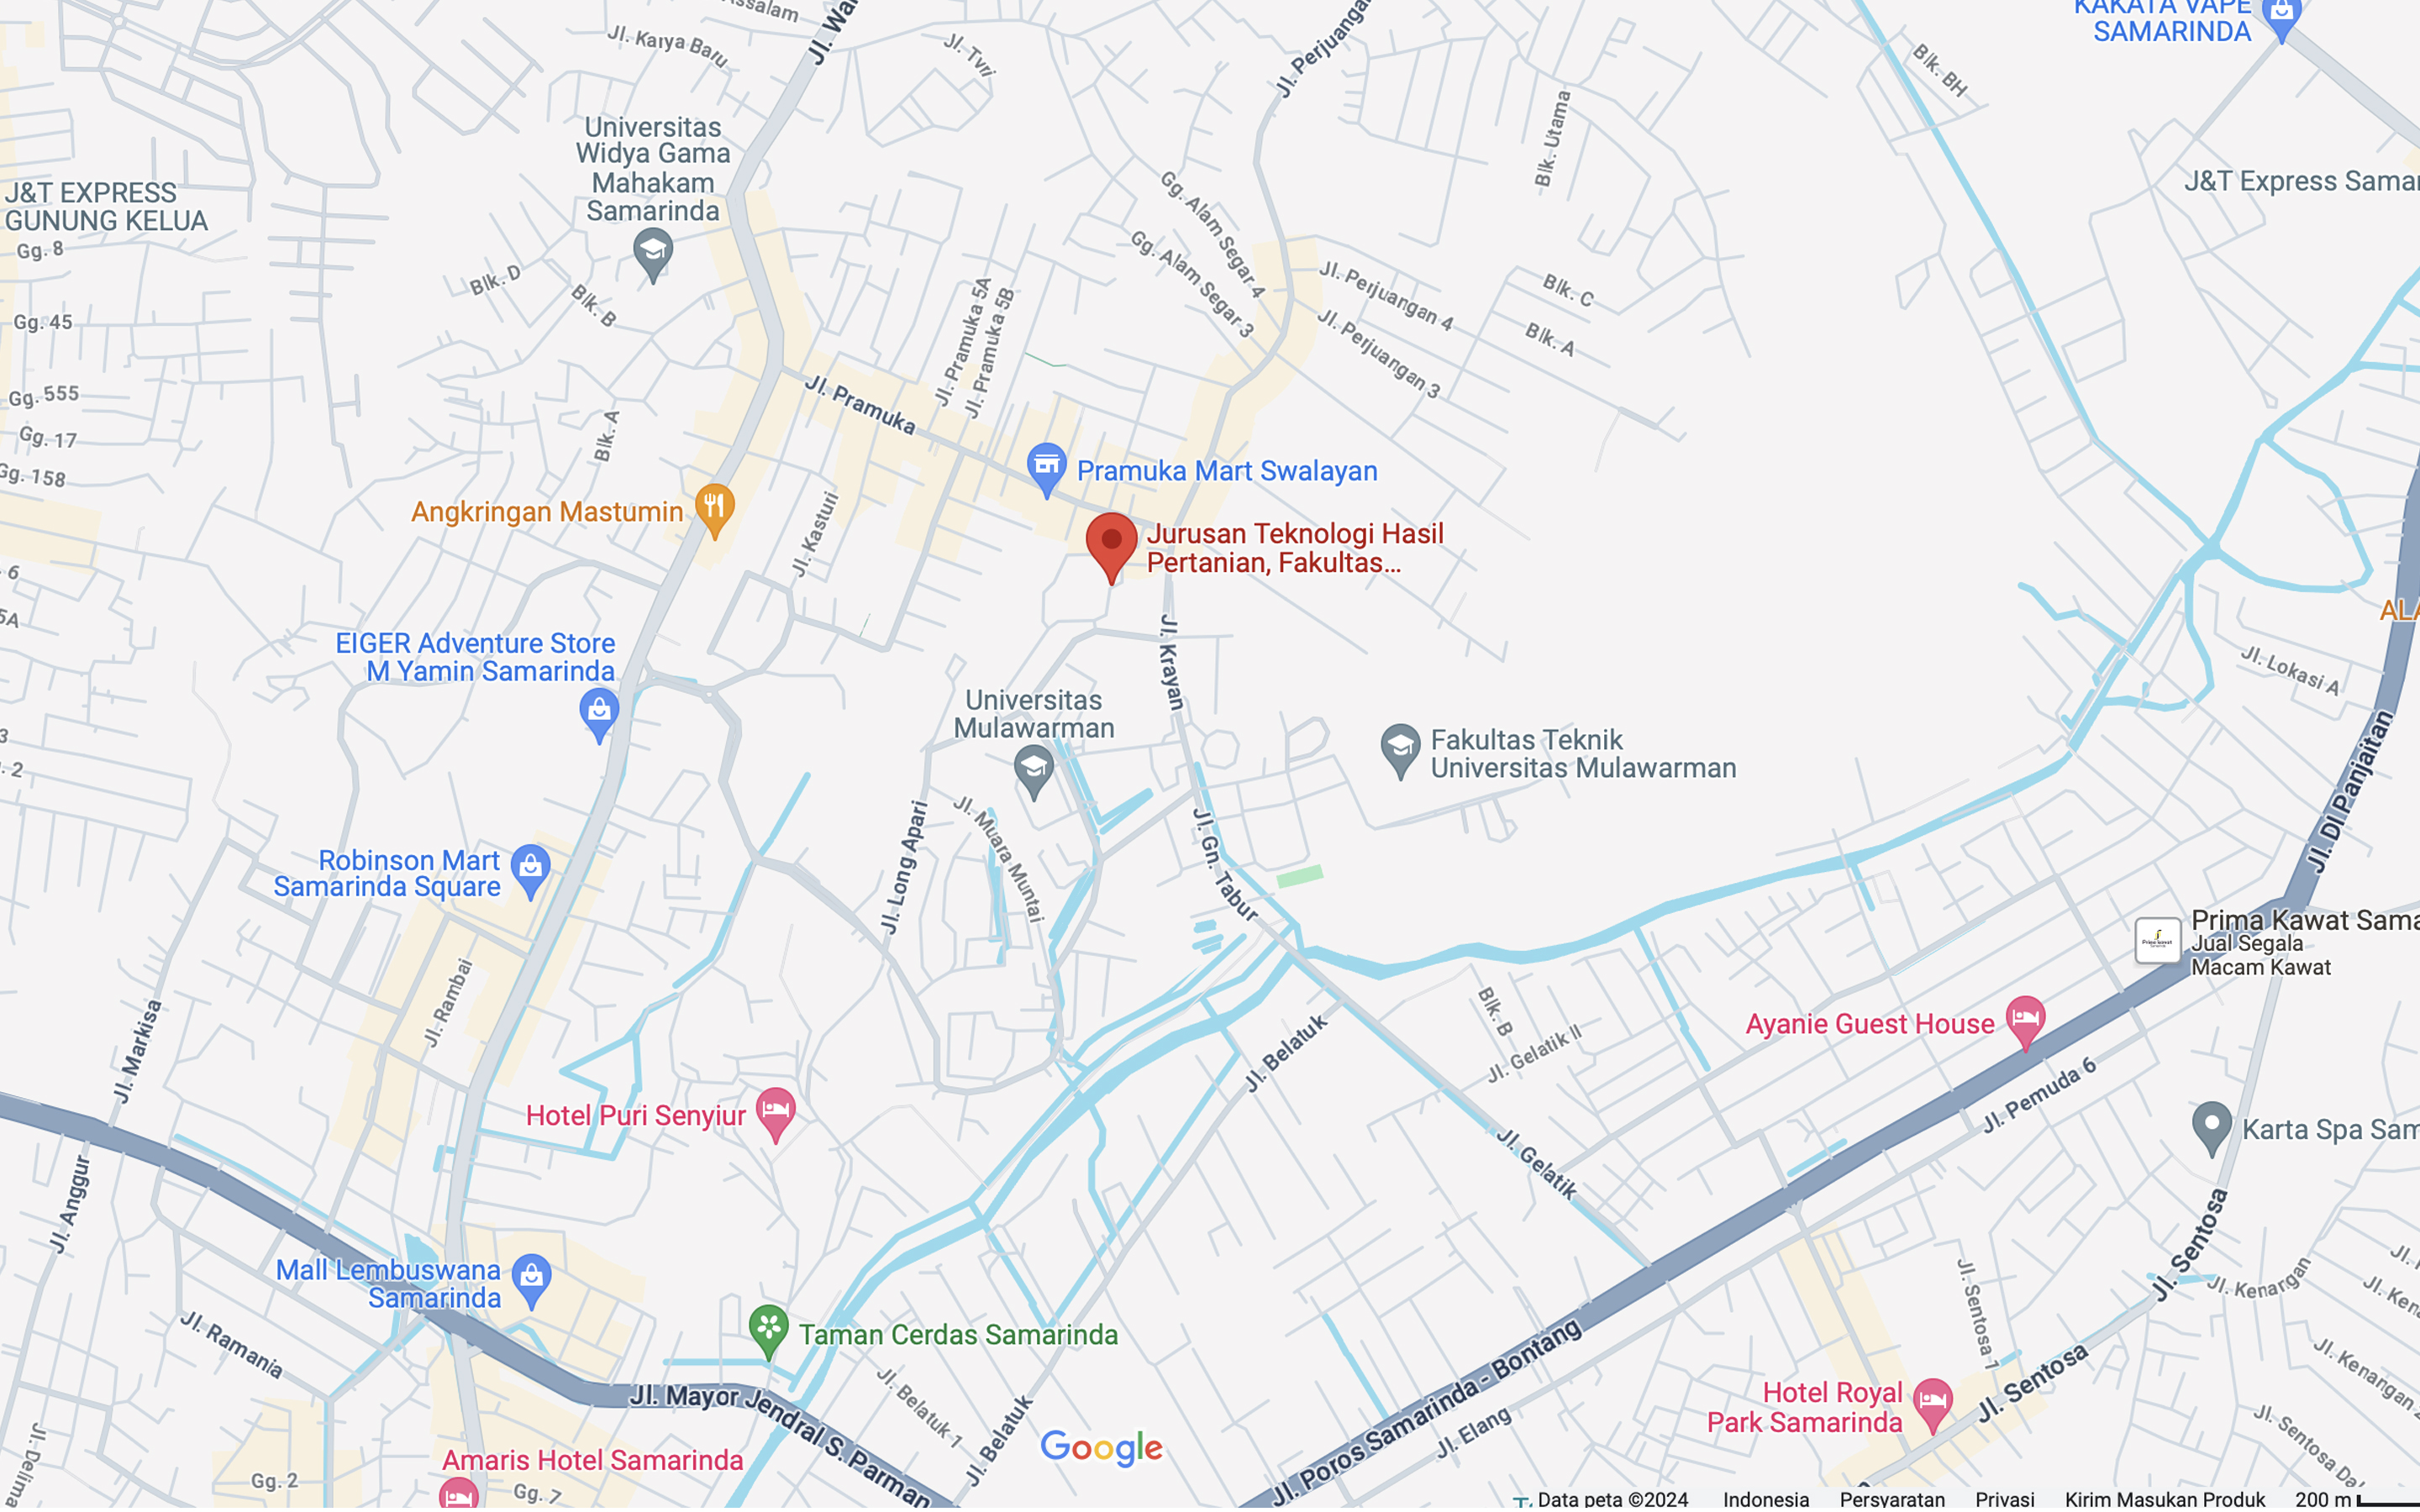 KAKATA VAPE
SAMARINDA
Assalam
Jl. Karya Baru
Jl. Tvri
Jl. Perjuangan
Blk. BH
Blk. Utama
Universitas
Widya Gama
Mahakam
Samarinda
J&T EXPRESS
GUNUNG KELUA
J&T Express
Gg. 8
Blk. D
Blk. B
Gg. Alam Segar 4
Gg. Alam Segar 3
Jl. Perjuangan 4
Jl. Perjuangan 3
Blk. C
Blk. A
Gg. 45
Jl. Pramuka 5A
Jl. Pramuka 5B
Gg. 555
Gg. 17
Gg. 158
Blk. A
Jl. Pramuka
Pramuka Mart Swalayan
Angkringan Mastumin
Jl. Kasturi
Jurusan Teknologi Hasil
Pertanian, Fakultas...
6
5A
EIGER Adventure Store
M Yamin Samarinda
Jl. Krayan
Jl. Lokasi A
Universitas
Mulawarman
Fakultas Teknik
Universitas Mulawarman
3
2
Jl. DI Panjaitan
Jl. Muara Muntai
Jl. Long Apari
Jl. Gn. Tabur
Robinson Mart
Samarinda Square
Prima Kawat
Jual Segala
Macam Kawat
Jl. Rambai
Jl. Markisa
Blk. B
Jl. Gelatik II
Jl. Belatuk
Ayanie Guest House
Jl. Pemuda 6
Hotel Puri Senyiur
Karta Spa
Jl. Gelatik
Jl. Anggur
Jl. Sentosa
Jl. Kenangan
Mall Lembuswana
Samarinda
Jl. Sentosa 1
Jl. Ramania
Taman Cerdas Samarinda
Jl. Kenangan 2
Jl. Mayor Jendral S. Parman
Jl. Belatuk 1
Jl. Belatuk
Jl. Poros Samarinda - Bontang
Jl. Elang
Hotel Royal
Park Samarinda
Jl. Sentosa
Amaris Hotel Samarinda
Gg. 2
Gg. 7
Google
Data peta ©2024 Indonesia Persyaratan Privasi Kirim Masukan Produk 200 m